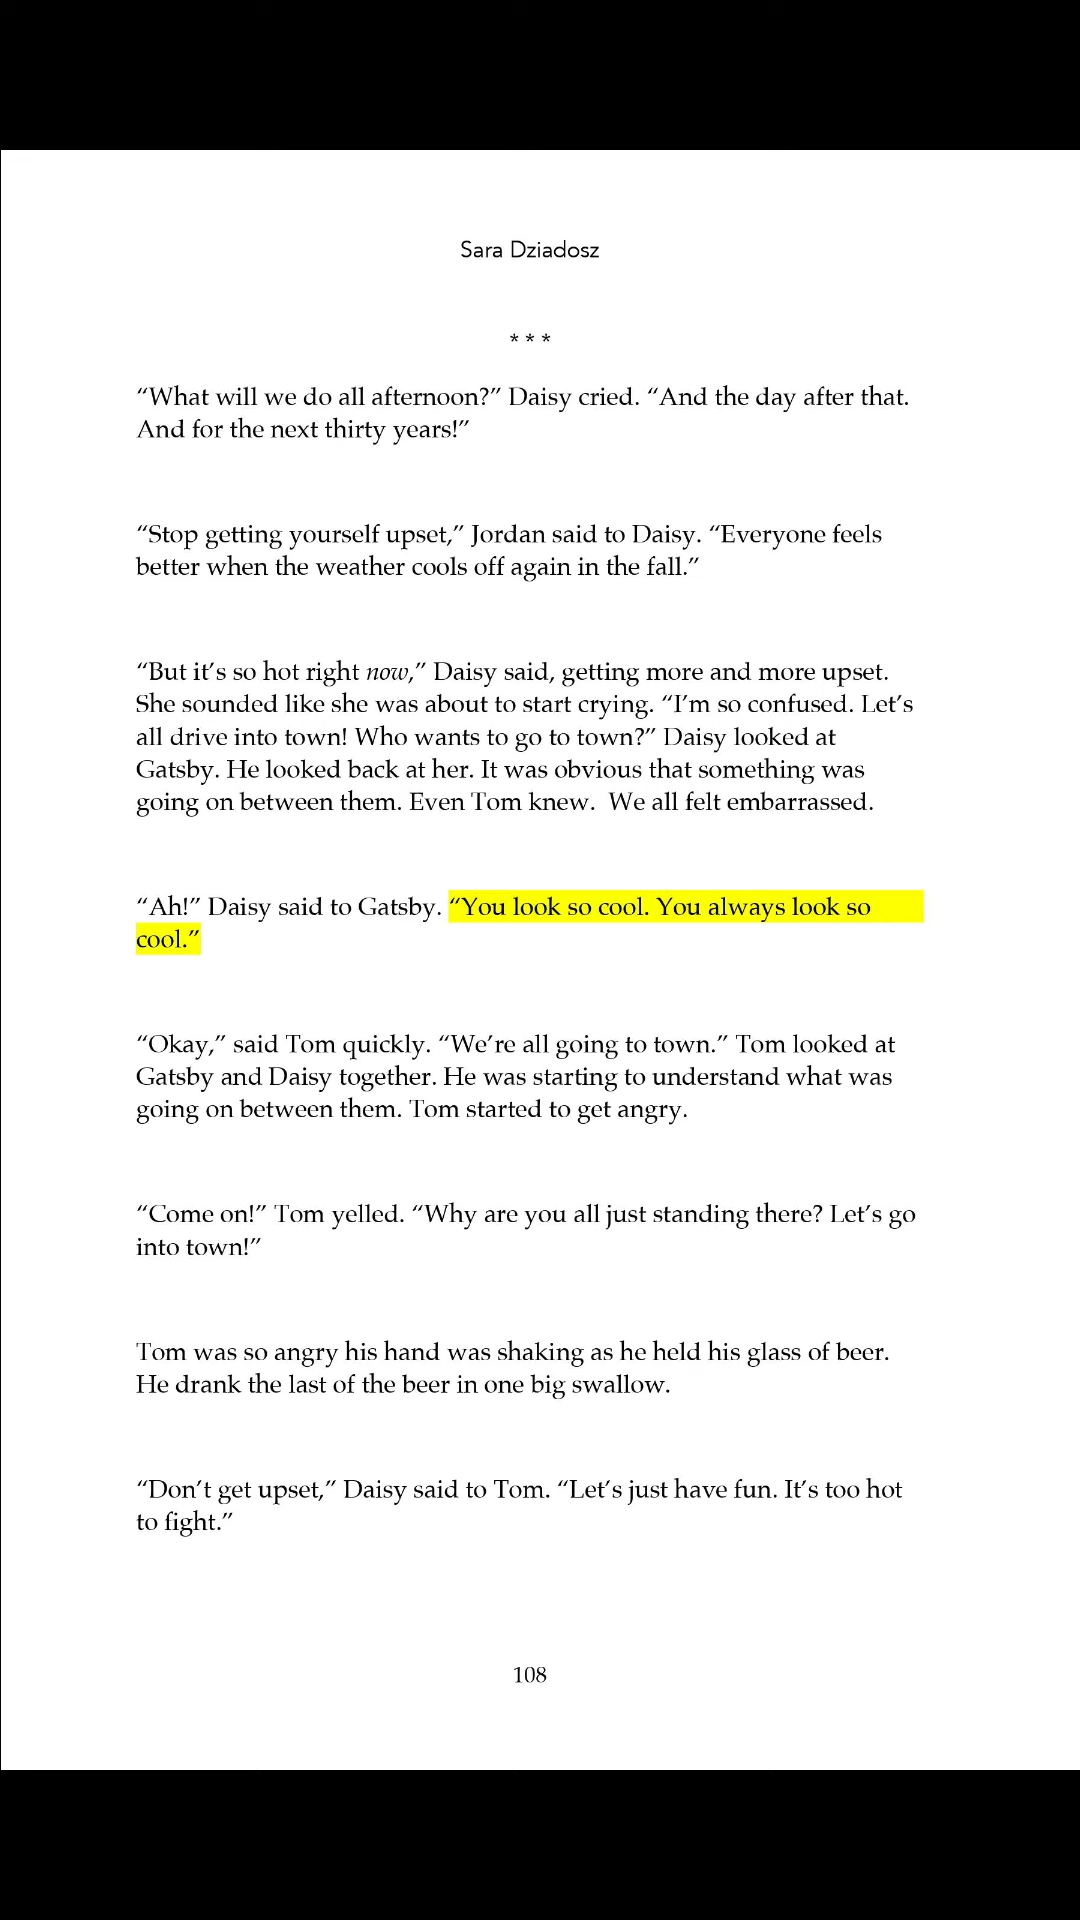 Sara Dziadosz
* * *
“What will we do all afternoon?” Daisy cried. “And the day after that.
And for the next thirty years!”
“Stop getting yourself upset,” Jordan said to Daisy. “Everyone feels
better when the weather cools off again in the fall.”
“But it’s so hot right now,” Daisy said, getting more and more upset.
She sounded like she was about to start crying. “I’m so confused. Let’s
all drive into town! Who wants to go to town?” Daisy looked at
Gatsby. He looked back at her. It was obvious that something was
going on between them. Even Tom knew.  We all felt embarrassed.
“Ah!” Daisy said to Gatsby. “You look so cool. You always look so
cool.”
“Okay,” said Tom quickly. “We’re all going to town.” Tom looked at
Gatsby and Daisy together. He was starting to understand what was
going on between them. Tom started to get angry.
“Come on!” Tom yelled. “Why are you all just standing there? Let’s go
into town!”
Tom was so angry his hand was shaking as he held his glass of beer.
He drank the last of the beer in one big swallow.
“Don’t get upset,” Daisy said to Tom. “Let’s just have fun. It’s too hot
to fight.”
108